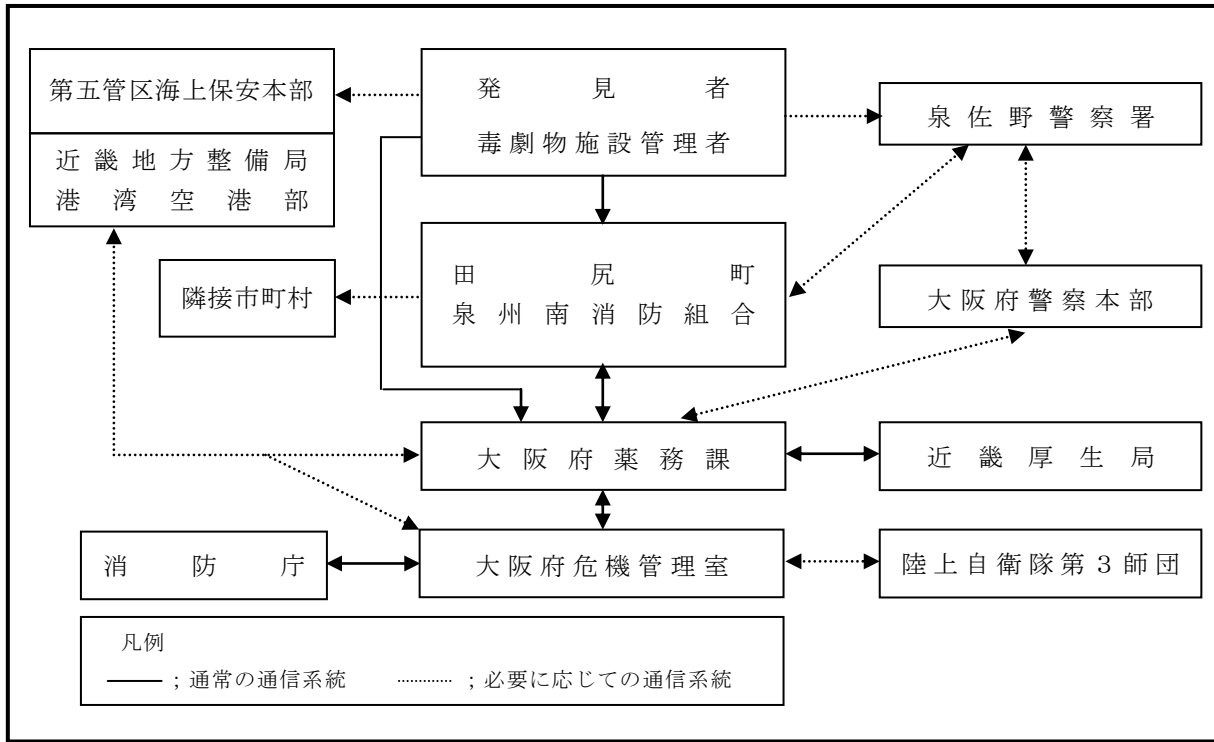 第五管区海上保安本部
近畿地方整備局
港湾空港部
発見者
毒劇物施設管理者
泉佐野警察署
隣接市町村
田尻町
泉州南消防組合
大阪府警察本部
大阪府薬務課
近畿厚生局
消防庁
大阪府危機管理室
陸上自衛隊第３師団
凡例
；通常の通信系統 ；必要に応じての通信系統